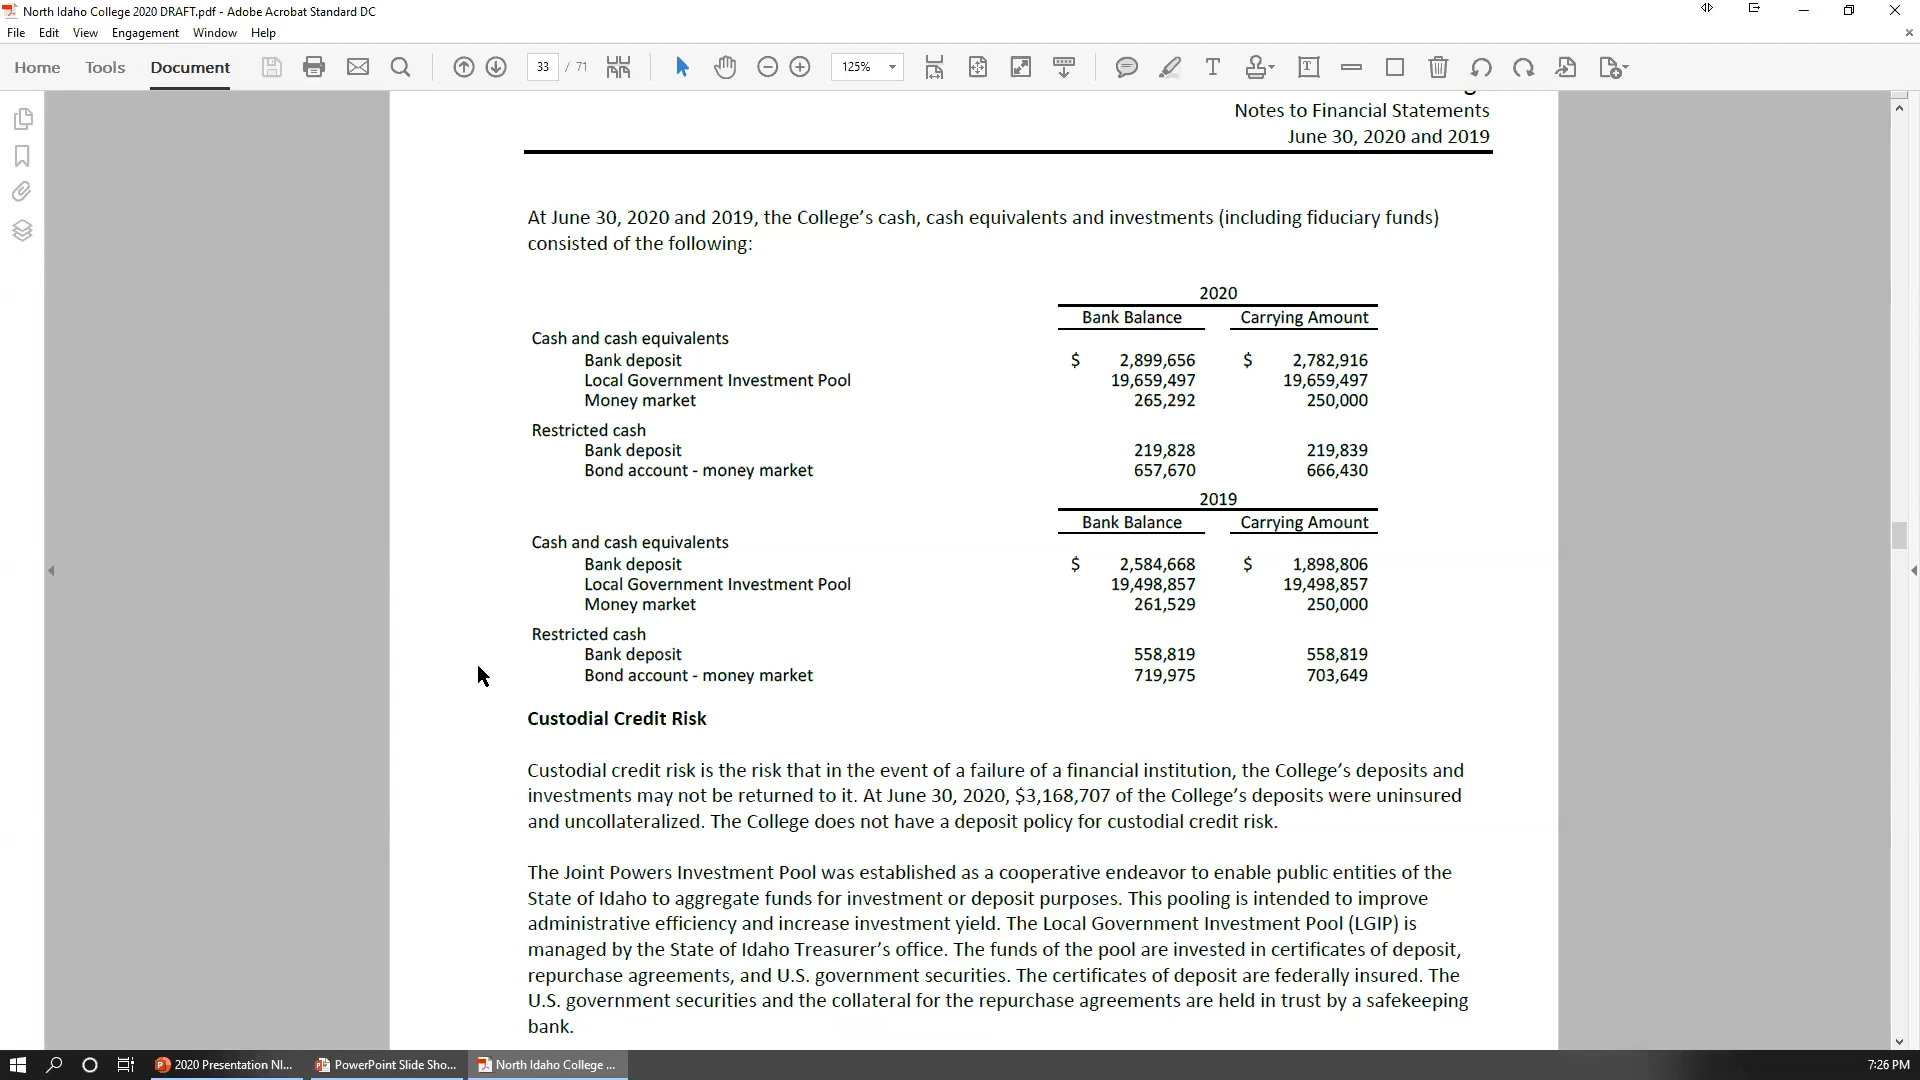 North Idaho College 2020 DRAFT.pdf - Adobe Acrobat Standard DC
File Edit View Engagement Window Help
Home Tools Document 33 / 71 125%
Notes to Financial Statements
June 30, 2020 and 2019
At June 30, 2020 and 2019, the College’s cash, cash equivalents and investments (including fiduciary funds)
consisted of the following:
2020
Bank Balance Carrying Amount
Cash and cash equivalents
Bank deposit $ 2,899,656 $ 2,782,916
Local Government Investment Pool 19,659,497 19,659,497
Money market 265,292 250,000
Restricted cash
Bank deposit 219,828 219,839
Bond account - money market 657,670 666,430
2019
Bank Balance Carrying Amount
Cash and cash equivalents
Bank deposit $ 2,584,668 $ 1,898,806
Local Government Investment Pool 19,498,857 19,498,857
Money market 261,529 250,000
Restricted cash
Bank deposit 558,819 558,819
Bond account - money market 719,975 703,649
Custodial Credit Risk
Custodial credit risk is the risk that in the event of a failure of a financial institution, the College’s deposits and
investments may not be returned to it. At June 30, 2020, $3,168,707 of the College’s deposits were uninsured
and uncollateralized. The College does not have a deposit policy for custodial credit risk.
The Joint Powers Investment Pool was established as a cooperative endeavor to enable public entities of the
State of Idaho to aggregate funds for investment or deposit purposes. This pooling is intended to improve
administrative efficiency and increase investment yield. The Local Government Investment Pool (LGIP) is
managed by the State of Idaho Treasurer’s office. The funds of the pool are invested in certificates of deposit,
repurchase agreements, and U.S. government securities. The certificates of deposit are federally insured. The
U.S. government securities and the collateral for the repurchase agreements are held in trust by a safekeeping
bank.
2020 Presentation NI... PowerPoint Slide Sho... North Idaho College ... 7:26 PM